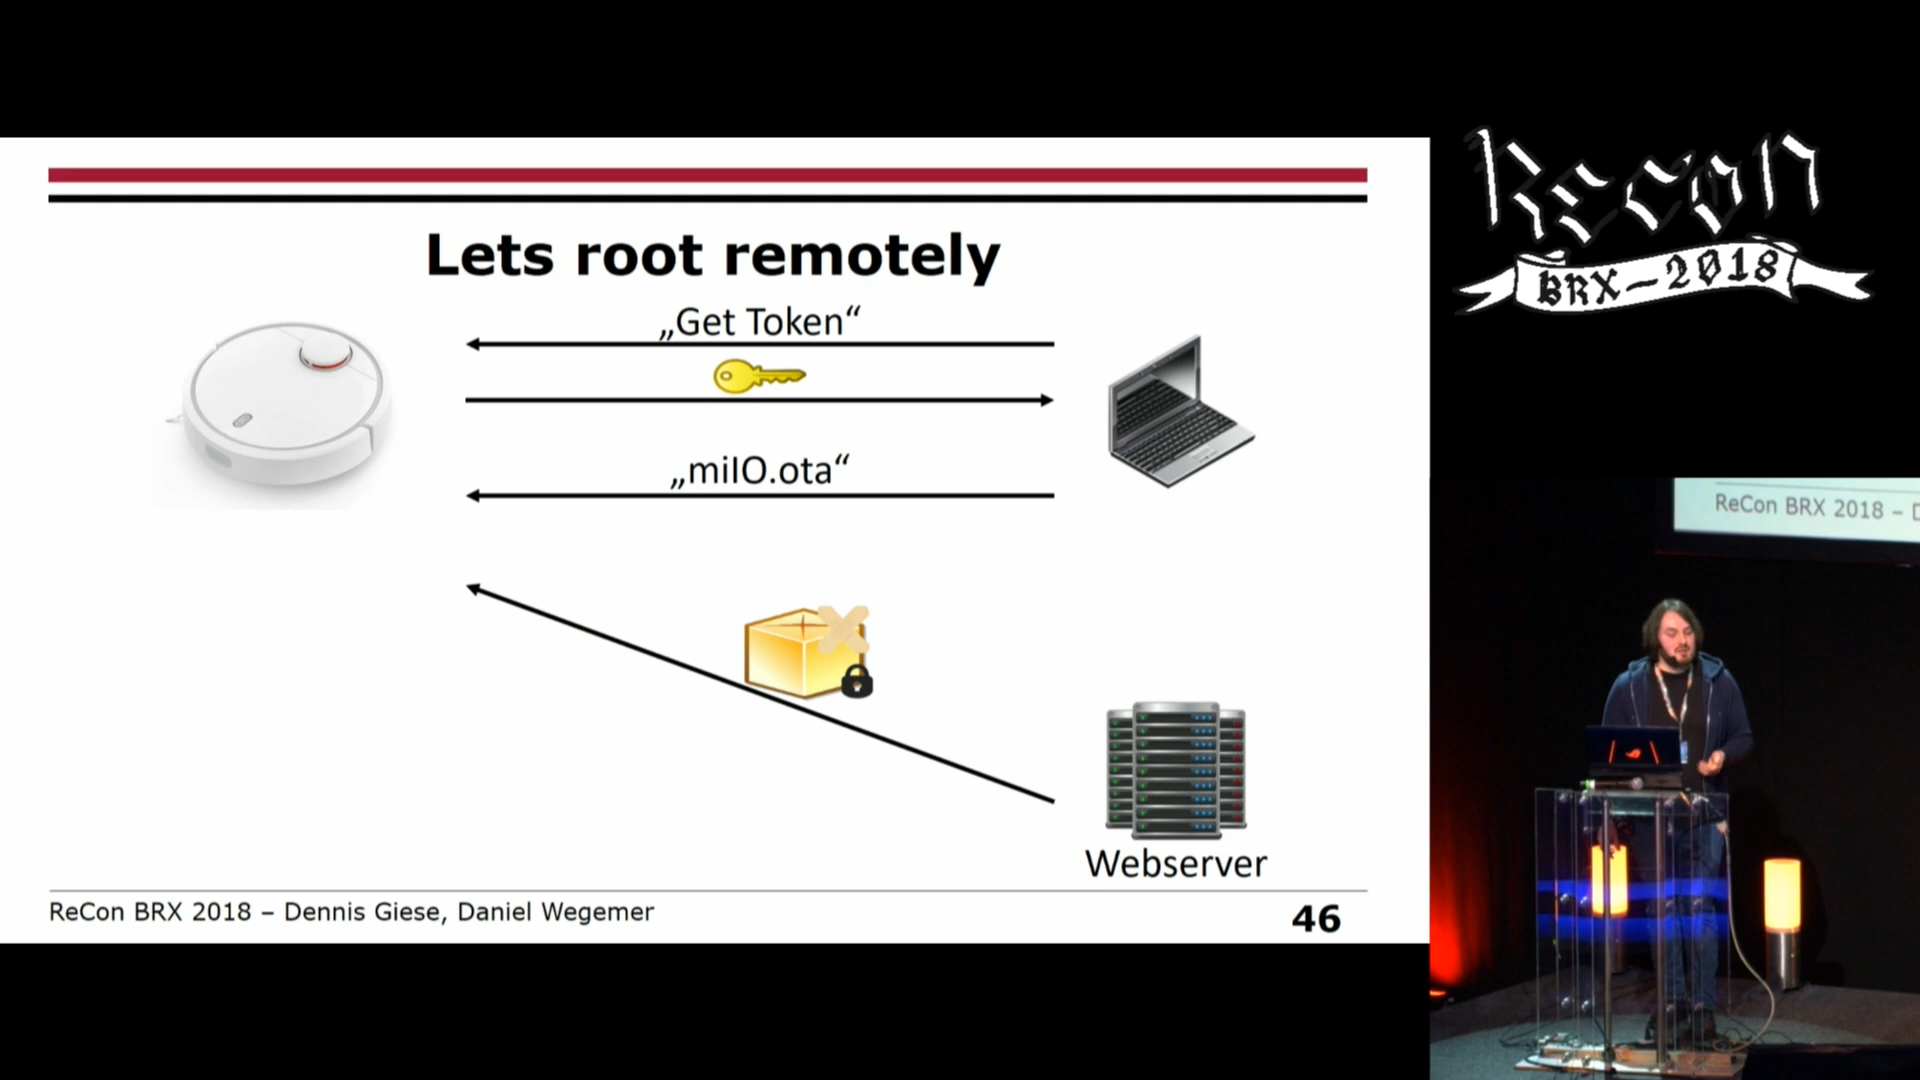 Lets root remotely
„Get Token“
„miIO.ota“
Webserver
ReCon BRX 2018 – Dennis Giese, Daniel Wegemer
46
Recon
BRX-2018
ReCon BRX 2018 – D